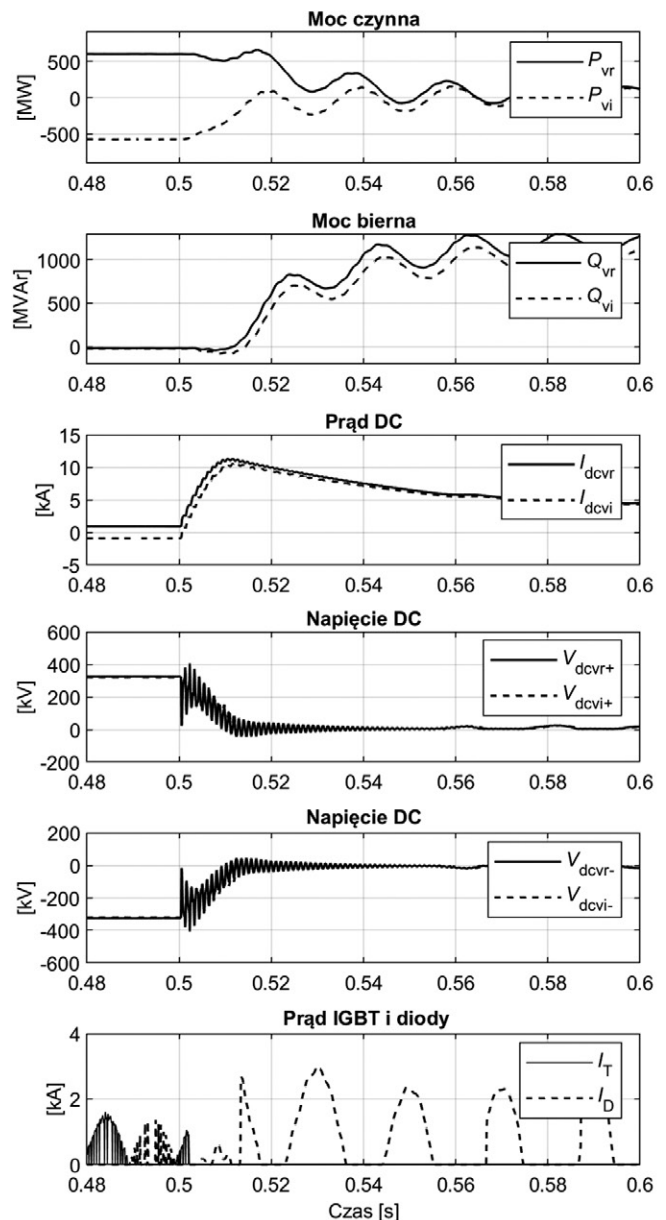 Moc czynna
[MW]
500
0
-500
P_vr
P_vi
0.48 0.5 0.52 0.54 0.56 0.58 0.6
Moc bierna
[MVAr]
1000
500
0
Q_vr
Q_vi
0.48 0.5 0.52 0.54 0.56 0.58 0.6
Prąd DC
[kA]
15
10
5
0
-5
I_dcvr
I_dcvi
0.48 0.5 0.52 0.54 0.56 0.58 0.6
Napięcie DC
[kV]
600
400
200
0
-200
V_dcvr+
V_dcvi+
0.48 0.5 0.52 0.54 0.56 0.58 0.6
Napięcie DC
[kV]
200
0
-200
-400
-600
V_dcvr-
V_dcvi-
0.48 0.5 0.52 0.54 0.56 0.58 0.6
Prąd IGBT i diody
[kA]
4
2
0
I_T
I_D
0.48 0.5 0.52 0.54 0.56 0.58 0.6
Czas [s]